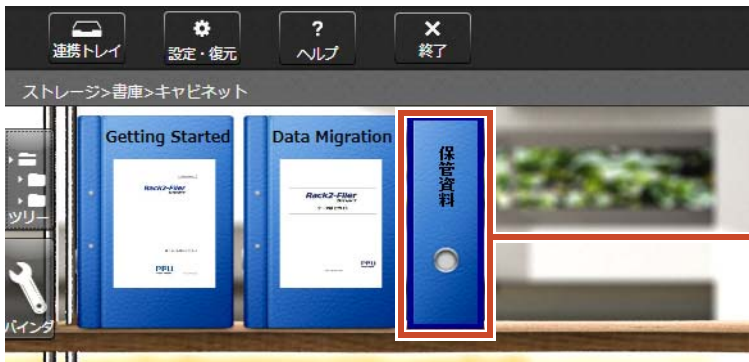 連携トレイ
設定・復元
?
ヘルプ
終了
ストレージ>書庫>キャビネット
Getting Started
Data Migration
保管資料
Rack2-Filer
Rack2-Filer
PFU
PFU
ツリー
バインダ